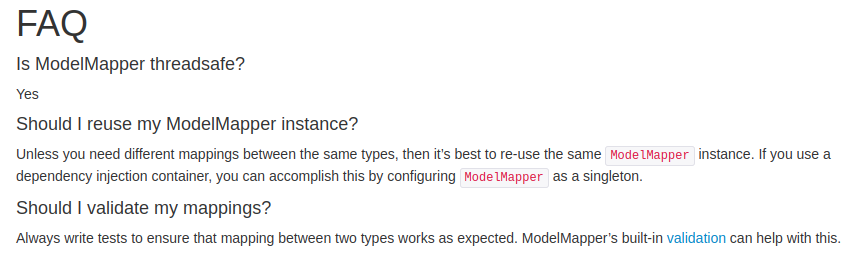 FAQ
Is ModelMapper threadsafe?
Yes
Should I reuse my ModelMapper instance?
Unless you need different mappings between the same types, then it’s best to re-use the same ModelMapper instance. If you use a
dependency injection container, you can accomplish this by configuring ModelMapper as a singleton.
Should I validate my mappings?
Always write tests to ensure that mapping between two types works as expected. ModelMapper’s built-in validation can help with this.